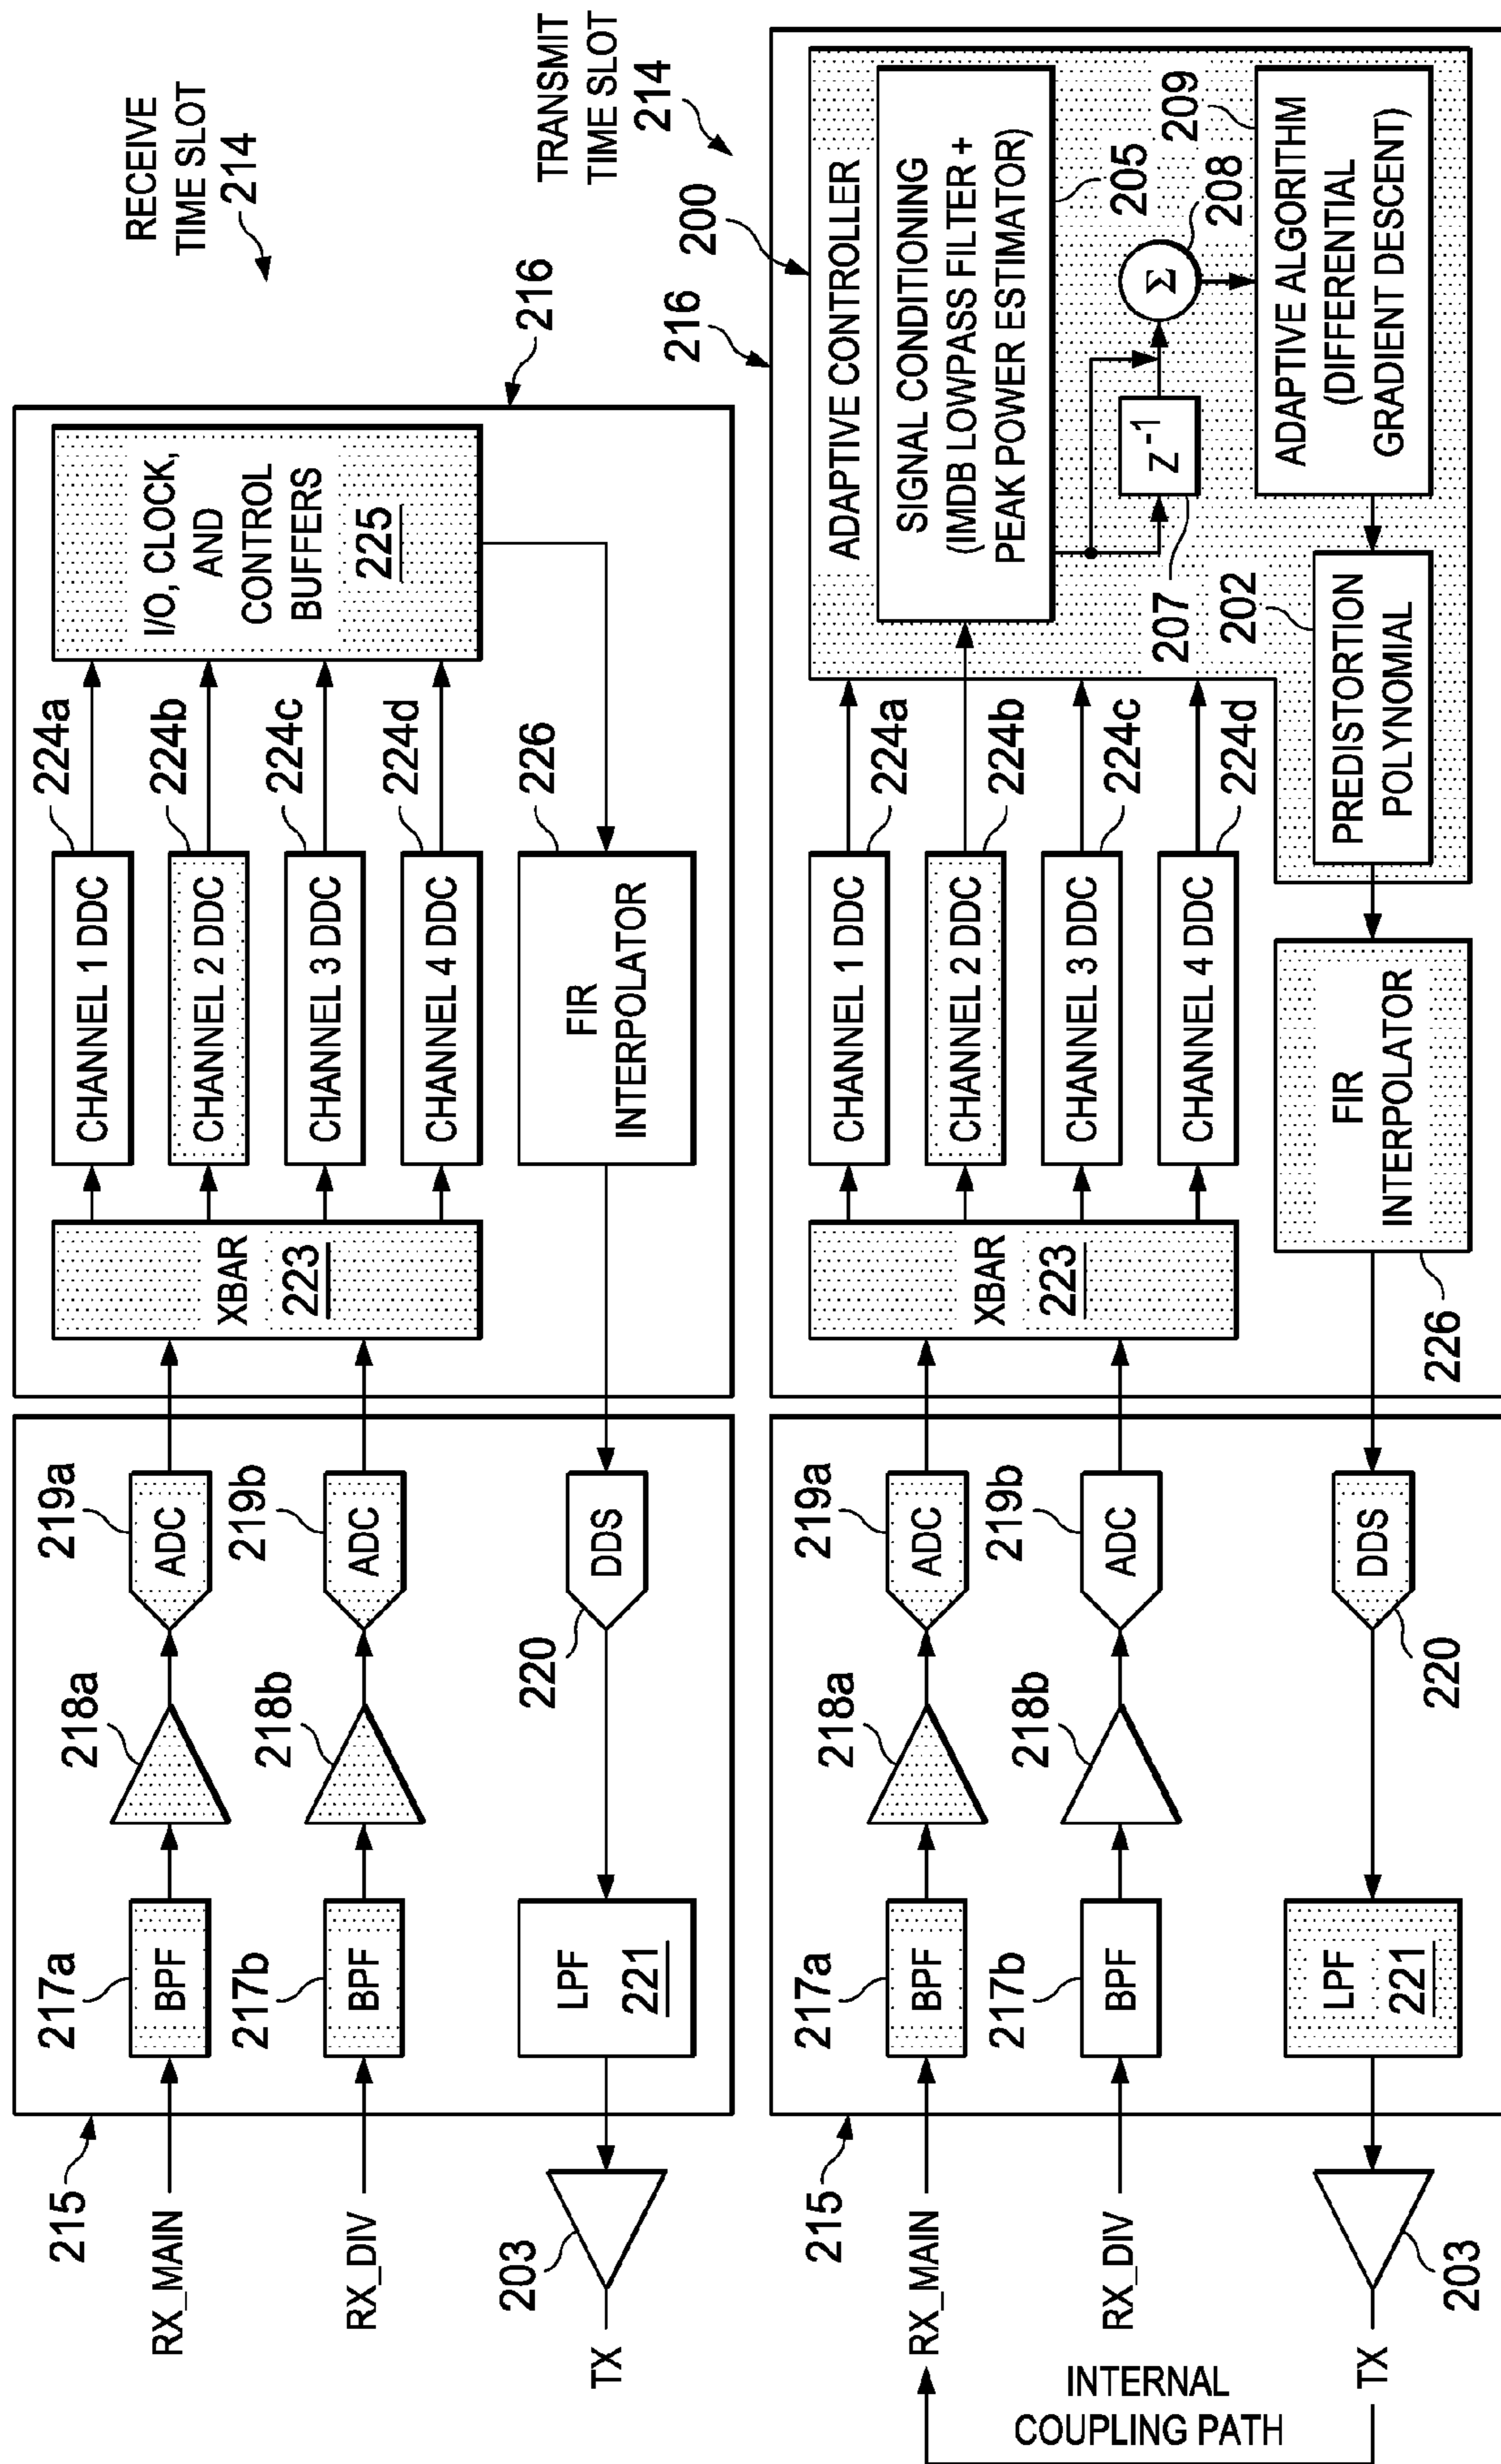 RECEIVE
TIME SLOT
214
216
215
RX_MAIN
217a
BPF
218a
219a
ADC
RX_DIV
217b
BPF
218b
219b
ADC
XBAR
223
CHANNEL 1 DDC
224a
CHANNEL 2 DDC
224b
CHANNEL 3 DDC
224c
CHANNEL 4 DDC
224d
I/O, CLOCK,
AND
CONTROL
BUFFERS
225
FIR
INTERPOLATOR
226
DDS
220
LPF
221
203
TX
TRANSMIT
TIME SLOT
214
216
200
215
RX_MAIN
217a
BPF
218a
219a
ADC
RX_DIV
217b
BPF
218b
219b
ADC
XBAR
223
CHANNEL 1 DDC
224a
CHANNEL 2 DDC
224b
CHANNEL 3 DDC
224c
CHANNEL 4 DDC
224d
ADAPTIVE CONTROLLER
SIGNAL CONDITIONING
(IMDB LOWPASS FILTER +
PEAK POWER ESTIMATOR)
205
207
Z-1
Σ
208
209
ADAPTIVE ALGORITHM
(DIFFERENTIAL
GRADIENT DESCENT)
202
PREDISTORTION
POLYNOMIAL
FIR
INTERPOLATOR
226
DDS
220
LPF
221
203
TX
INTERNAL
COUPLING PATH